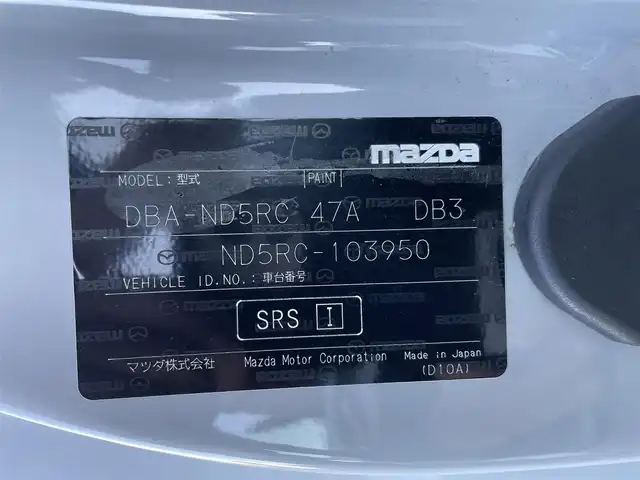 mazda
MODEL:型式 PAINT
DBA-ND5RC 47A DB3
ND5RC-103950
VEHICLE ID.NO.:車台番号
SRS I
マツダ株式会社 Mazda Motor Corporation Made in Japan
(D10A)